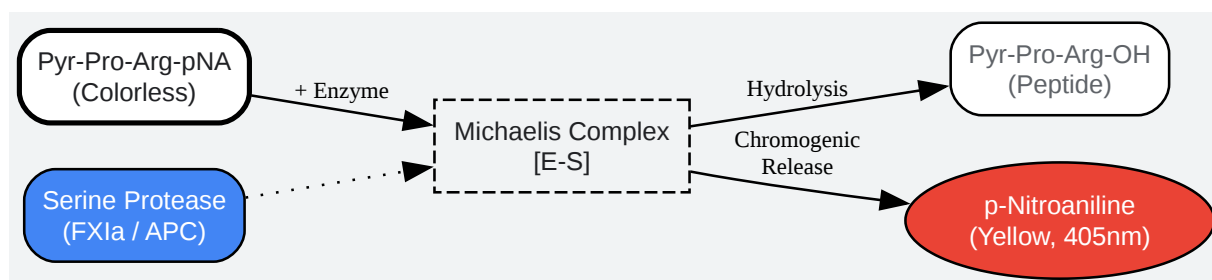 Pyr-Pro-Arg-pNA
(Colorless)
+ Enzyme
Serine Protease
(FXIa / APC)
Michaelis Complex
[E-S]
Hydrolysis
Chromogenic
Release
Pyr-Pro-Arg-OH
(Peptide)
p-Nitroaniline
(Yellow, 405nm)